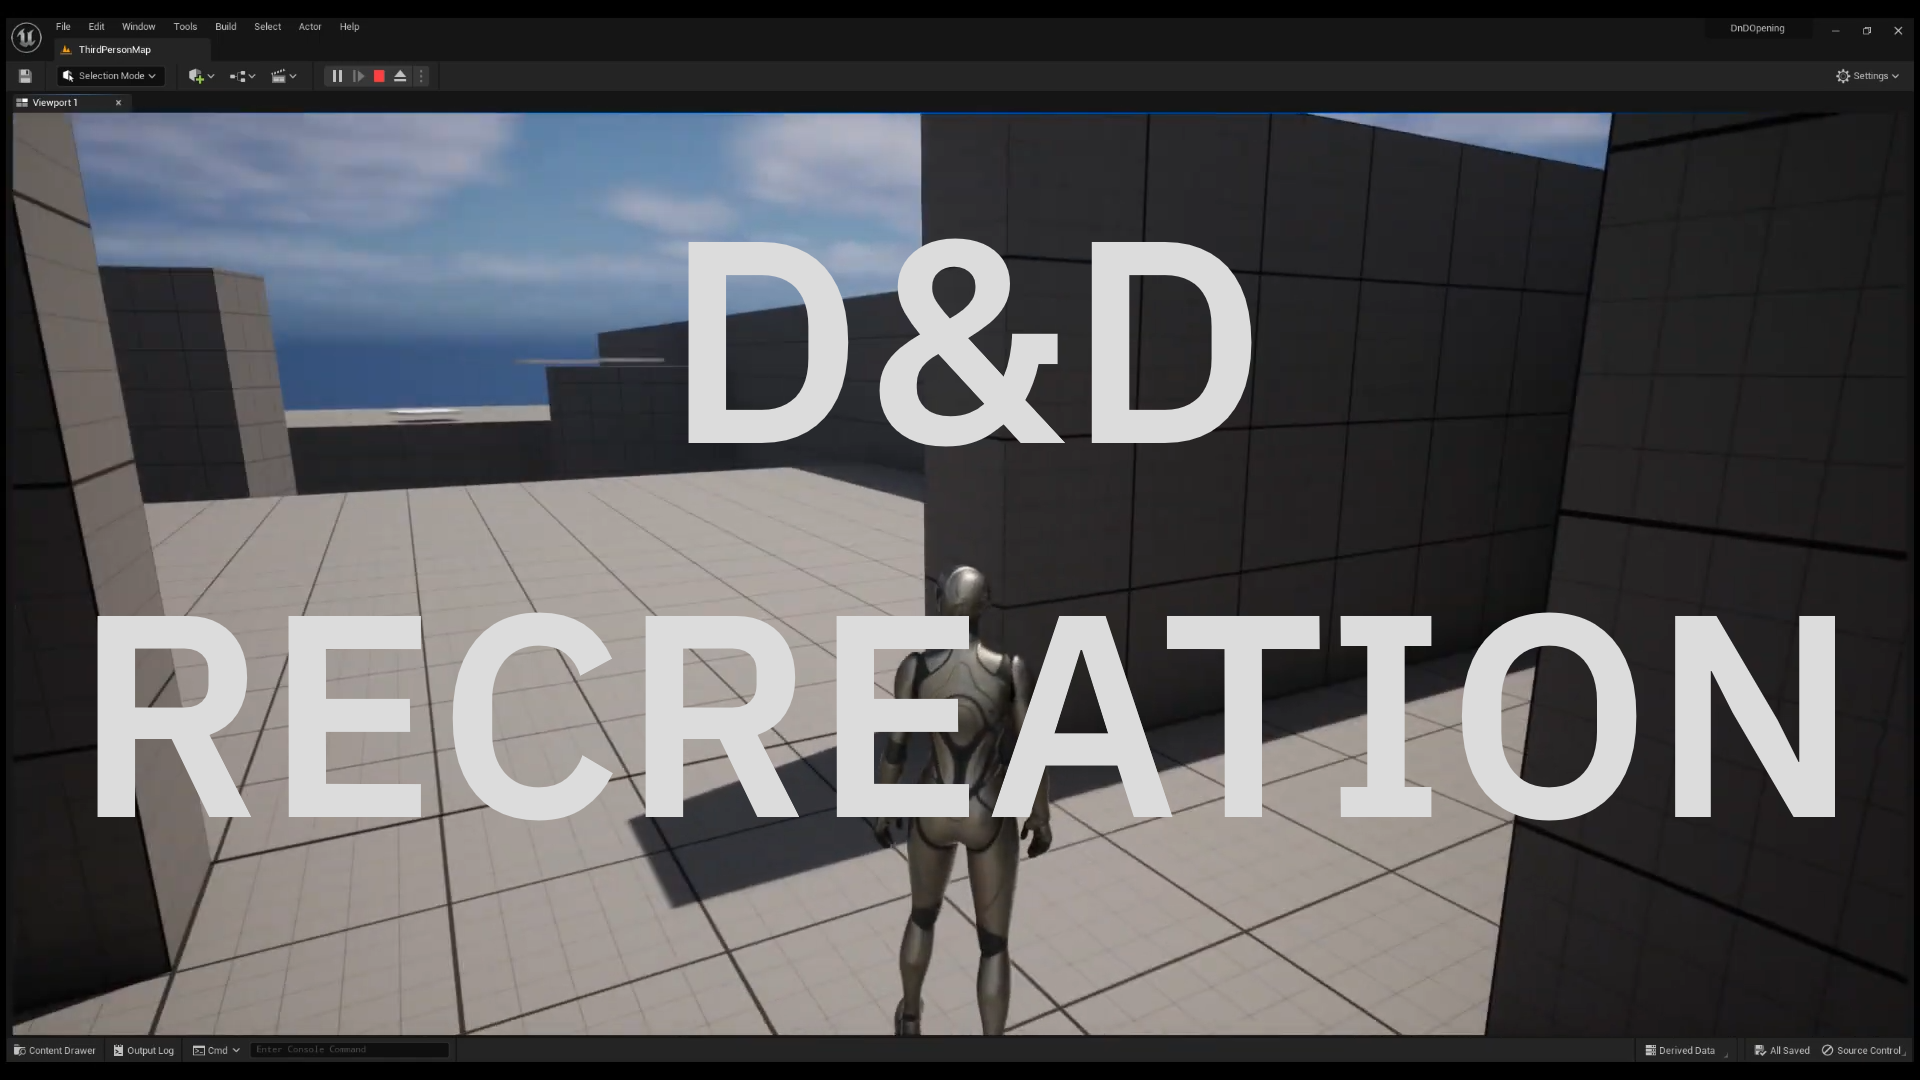 File Edit Window Tools Build Select Actor Help
DnDOpening
ThirdPersonMap
Selection Mode
Settings
Viewport 1
D&D
RECREATION
Content Drawer Output Log Cmd Enter Console Command
Derived Data All Saved Source Control